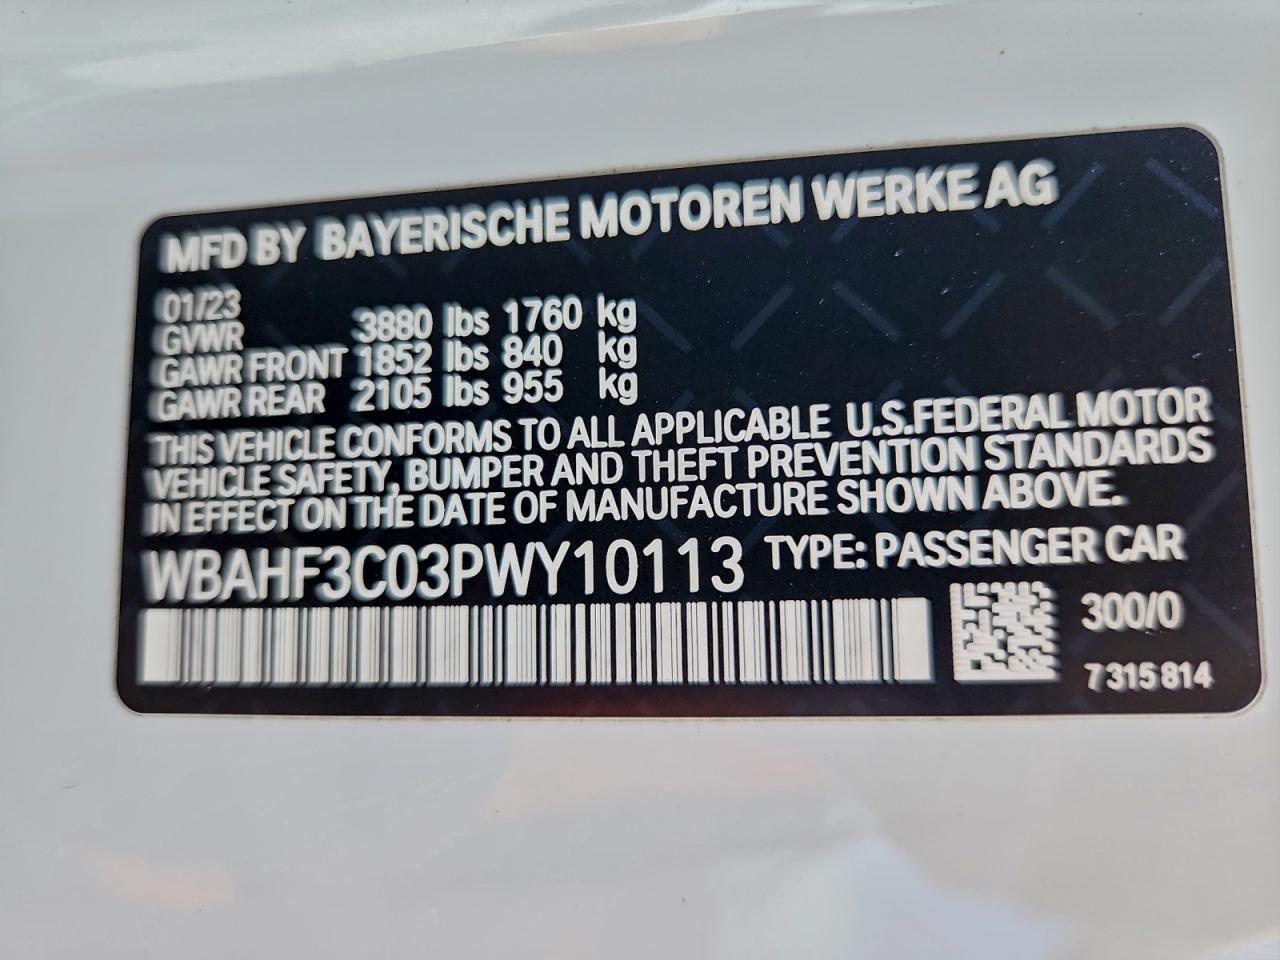 MFD BY BAYERISCHE MOTOREN WERKE AG
01/23
GVWR 3880 lbs 1760 kg
GAWR FRONT 1852 lbs 840 kg
GAWR REAR 2105 lbs 955 kg
THIS VEHICLE CONFORMS TO ALL APPLICABLE U.S.FEDERAL MOTOR
VEHICLE SAFETY, BUMPER AND THEFT PREVENTION STANDARDS
IN EFFECT ON THE DATE OF MANUFACTURE SHOWN ABOVE.
WBAHF3C03PWY10113 TYPE: PASSENGER CAR
300/0
7 315 814